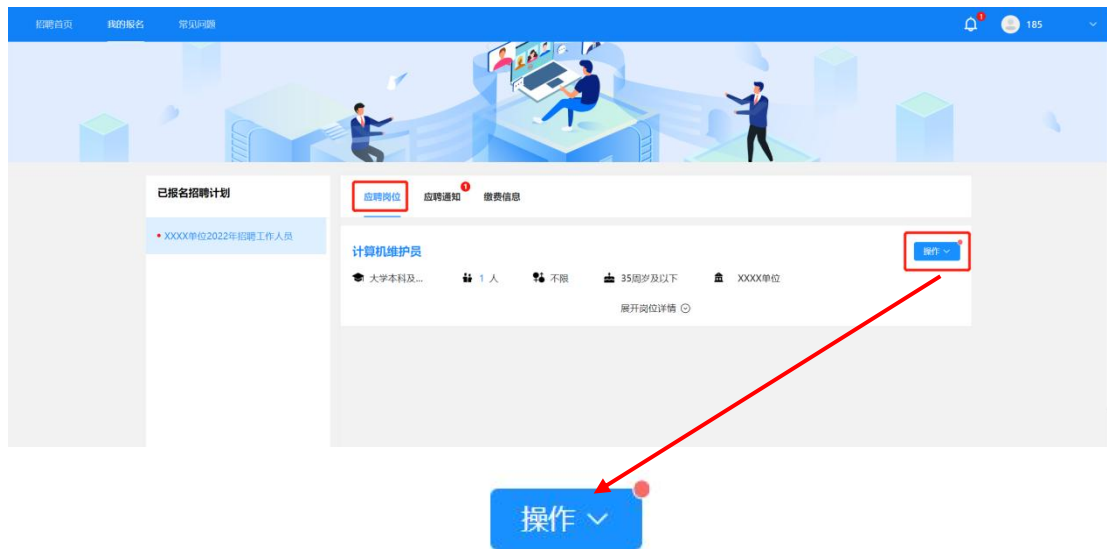 招聘首页 我的报名 常见问题 1 185
已报名招聘计划
应聘岗位 应聘通知 1 缴费信息
XXXX单位2022年招聘工作人员
计算机维护员 操作
大学本科及... 1 人 不限 35周岁及以下 XXXX单位
展开岗位详情
操作